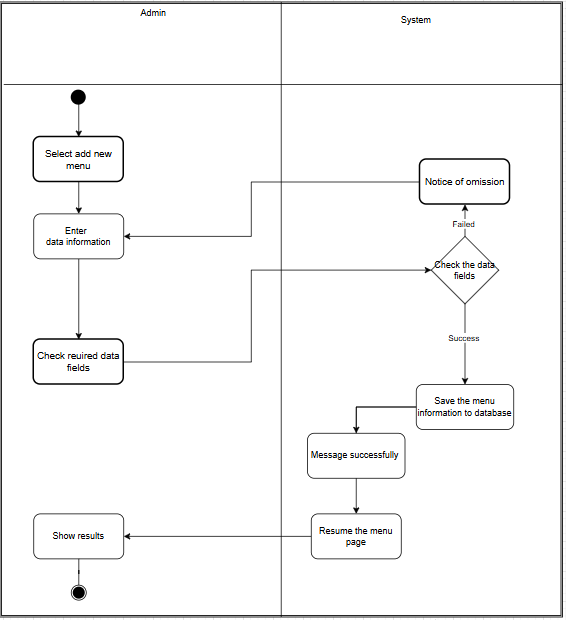 Admin
System
Select add new
menu
Notice of omission
Enter
data information
Failed
Check the data
fields
Success
Check reuired data
fields
Save the menu
information to database
Message successfully
Show results
Resume the menu
page